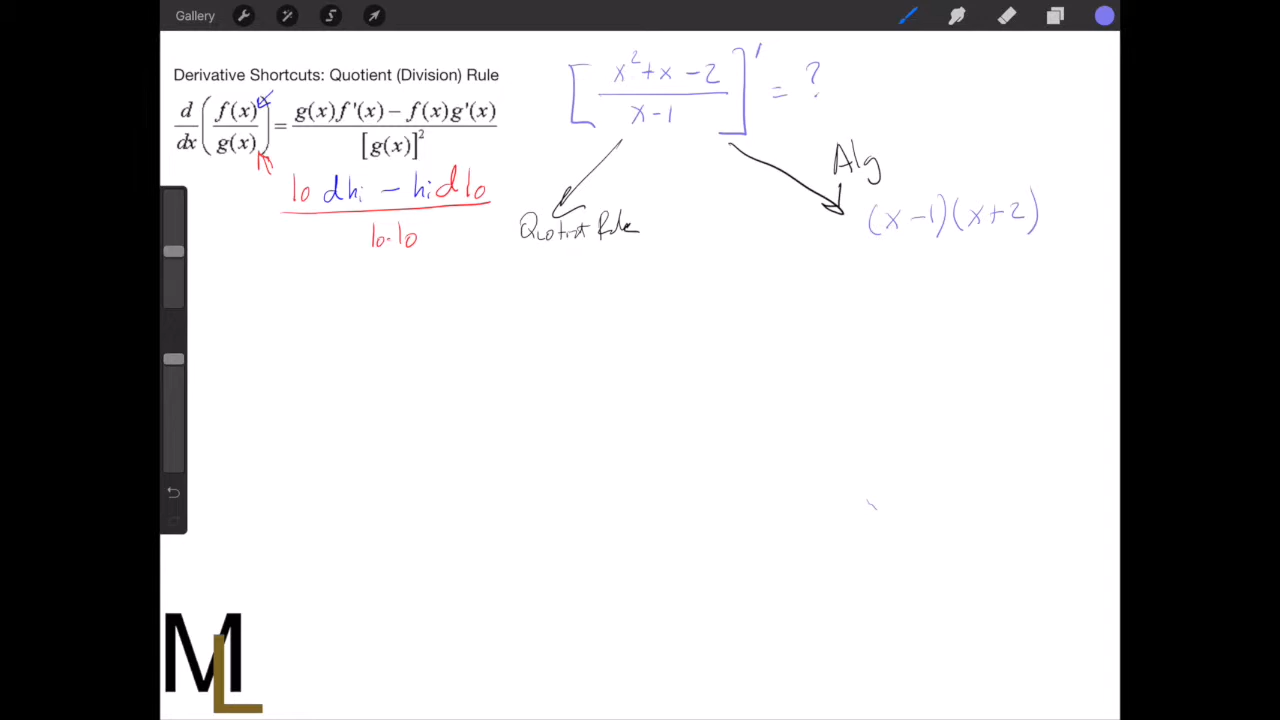 Gallery
Derivative Shortcuts: Quotient (Division) Rule
d/dx ( f(x) / g(x) ) = g(x)f'(x) − f(x)g'(x) / [g(x)]²
lo dhi − hi dlo
lo·lo
[ x² + x − 2 / x − 1 ]' = ?
Quotient Rule
Alg
(x − 1)(x + 2)
ML